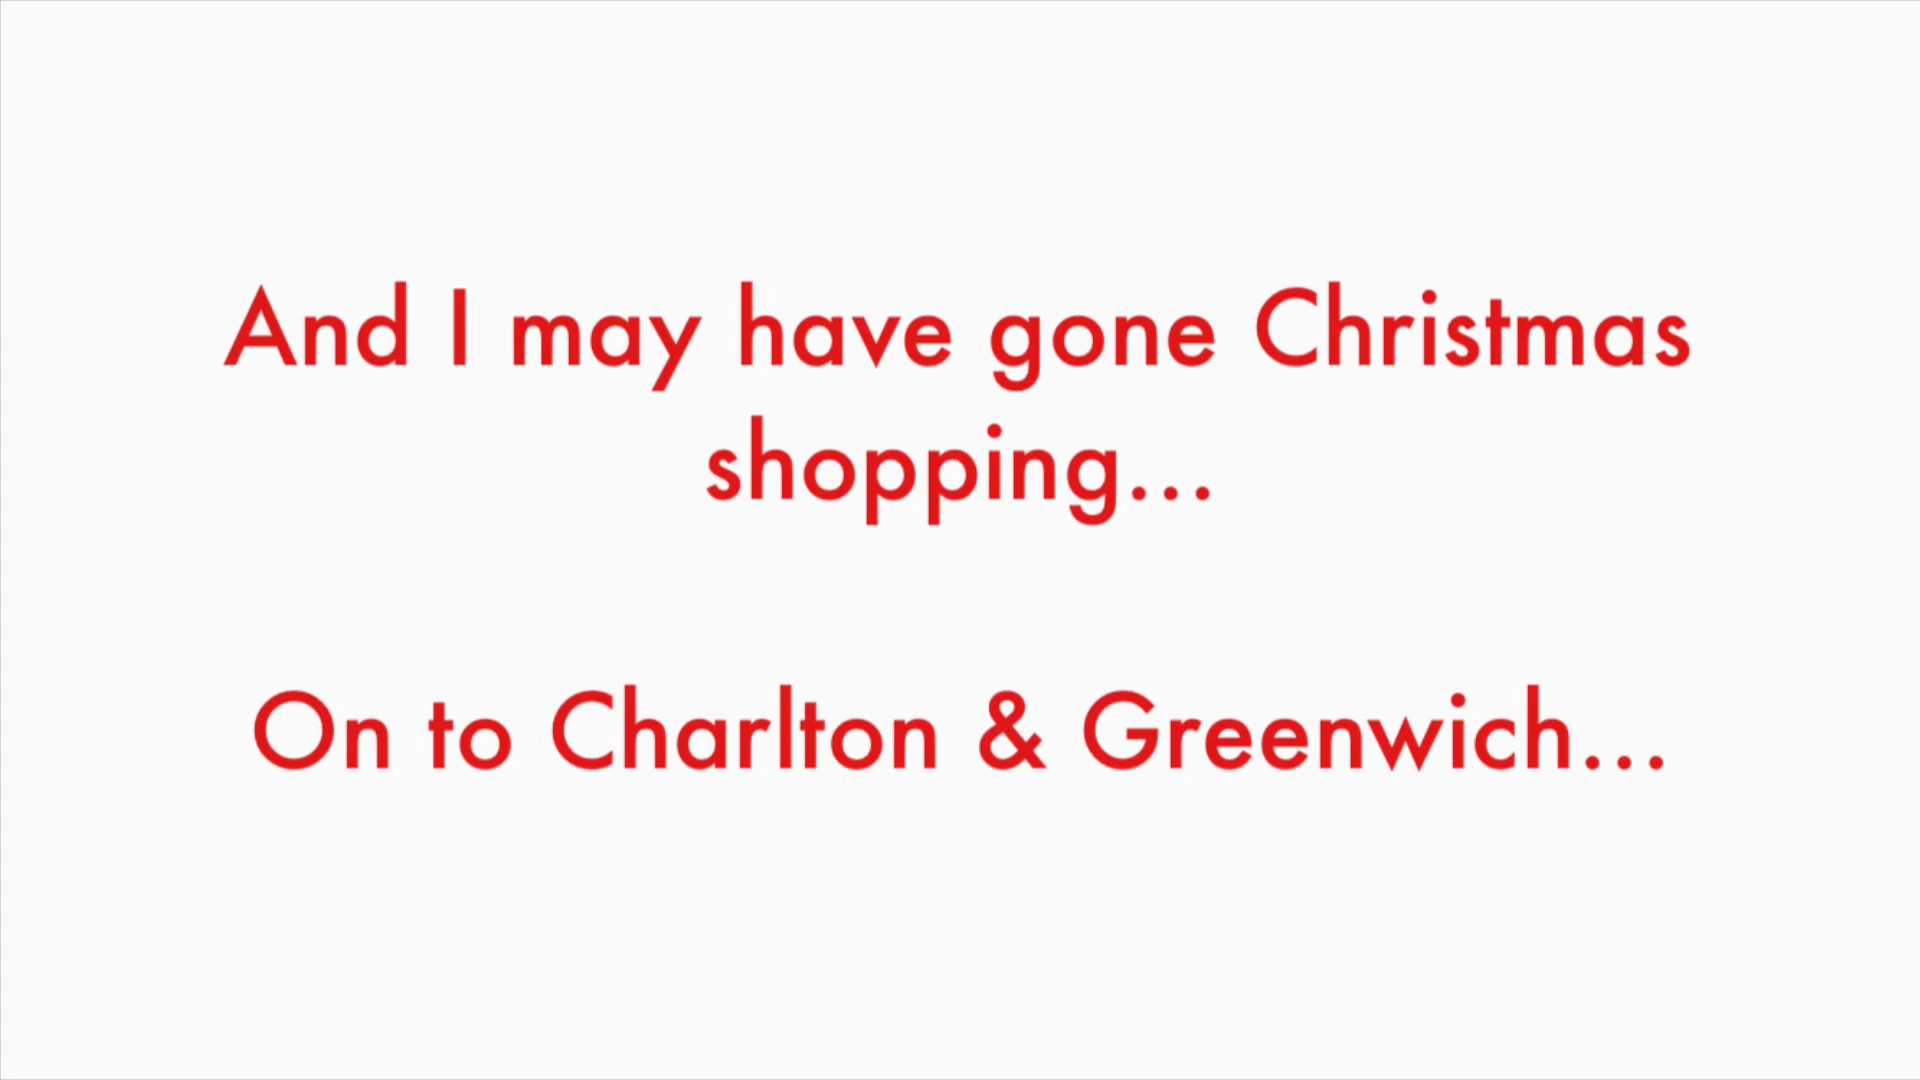 And I may have gone Christmas
shopping...
On to Charlton & Greenwich...